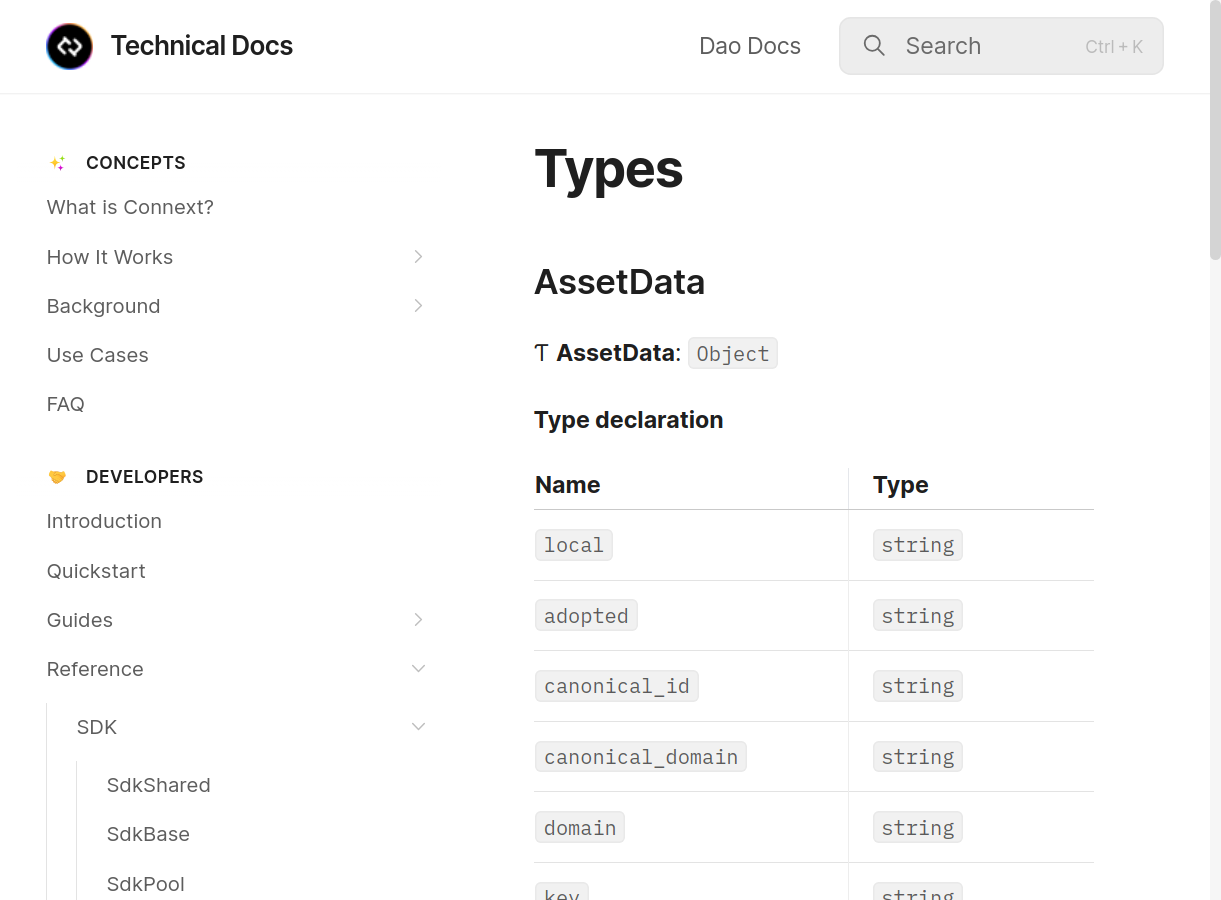 Technical Docs
Dao Docs
Search
Ctrl + K
CONCEPTS
What is Connext?
How It Works
Background
Use Cases
FAQ
DEVELOPERS
Introduction
Quickstart
Guides
Reference
SDK
SdkShared
SdkBase
SdkPool
Types
AssetData
Ƭ AssetData: Object
Type declaration
Name Type
local string
adopted string
canonical_id string
canonical_domain string
domain string
key string